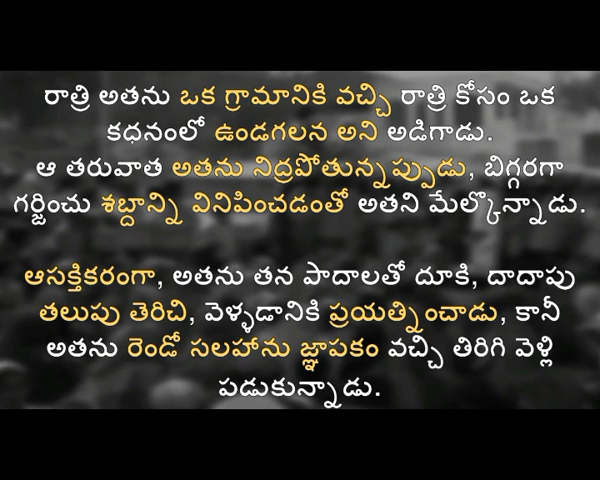 రాత్రి అతను ఒక గ్రామానికి వచ్చి రాత్రి కోసం ఒక
కధనంలో ఉండగలన అని అడిగాడు.
ఆ తరువాత అతను నిద్రపోతున్నప్పుడు, బిగ్గరగా
గర్జించు శబ్దాన్ని వినిపించడంతో అతని మేల్కొన్నాడు.
ఆసక్తికరంగా, అతను తన పాదాలతో దూకి, దాదాపు
తలుపు తెరిచి, వెళ్ళడానికి ప్రయత్నించాడు, కానీ
అతను రెండో సలహాను జ్ఞాపకం వచ్చి తిరిగి వెళ్లి
పడుకున్నాడు.